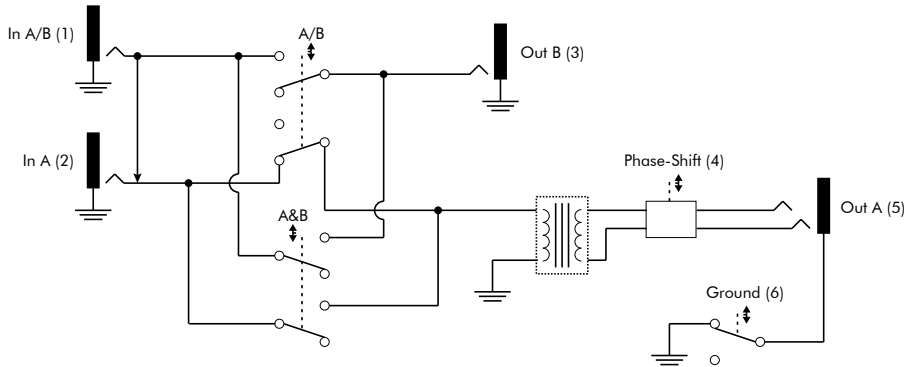 In A/B (1)
A/B
Out B (3)
In A (2)
Phase-Shift (4)
A&B
Out A (5)
Ground (6)